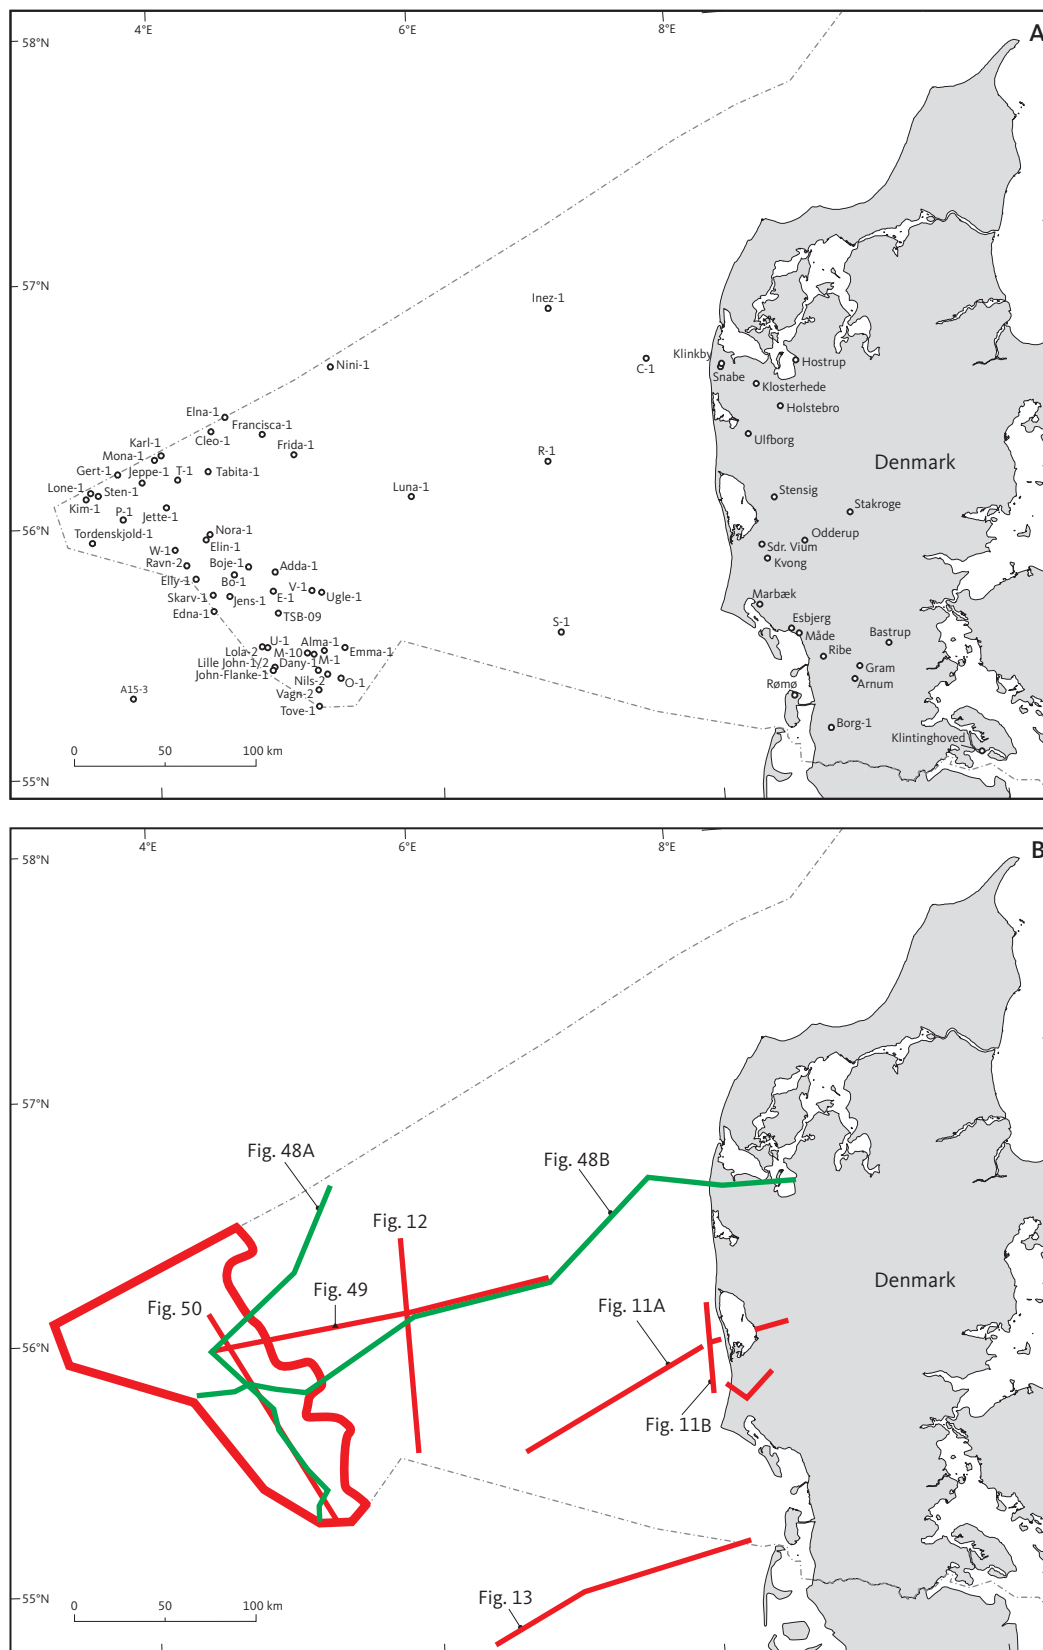 4°E
6°E
8°E
A
58°N
57°N
Inez-1
Nini-1
C-1
Klinkby
Snabe
Hostrup
Klosterhede
Holstebro
Elna-1
Francisca-1
Cleo-1
Ulfborg
Karl-1
Mona-1
Frida-1
R-1
Gert-1
Jeppe-1
T-1
Tabita-1
Denmark
Lone-1
Sten-1
Luna-1
Stensig
Kim-1
P-1
Jette-1
Stakroge
56°N
Tordenskjold-1
Nora-1
Elin-1
Odderup
W-1
Sdr. Vium
Ravn-2
Boje-1
Adda-1
Kvong
Elly-1
Bo-1
V-1
Skarv-1
Jens-1
E-1
Ugle-1
Marbæk
Edna-1
TSB-09
S-1
Esbjerg
Måde
Bastrup
U-1
Alma-1
Lola-2
M-10
Emma-1
Ribe
Lille John-1/2
Dany-1
M-1
Gram
John-Flanke-1
Nils-2
O-1
Arnum
A15-3
Vagn-2
Rømø
Tove-1
Borg-1
Klintinghoved
0
50
100 km
55°N
4°E
6°E
8°E
B
58°N
57°N
Fig. 48A
Fig. 48B
Fig. 12
Denmark
Fig. 49
Fig. 50
Fig. 11A
56°N
Fig. 11B
Fig. 13
55°N
0
50
100 km